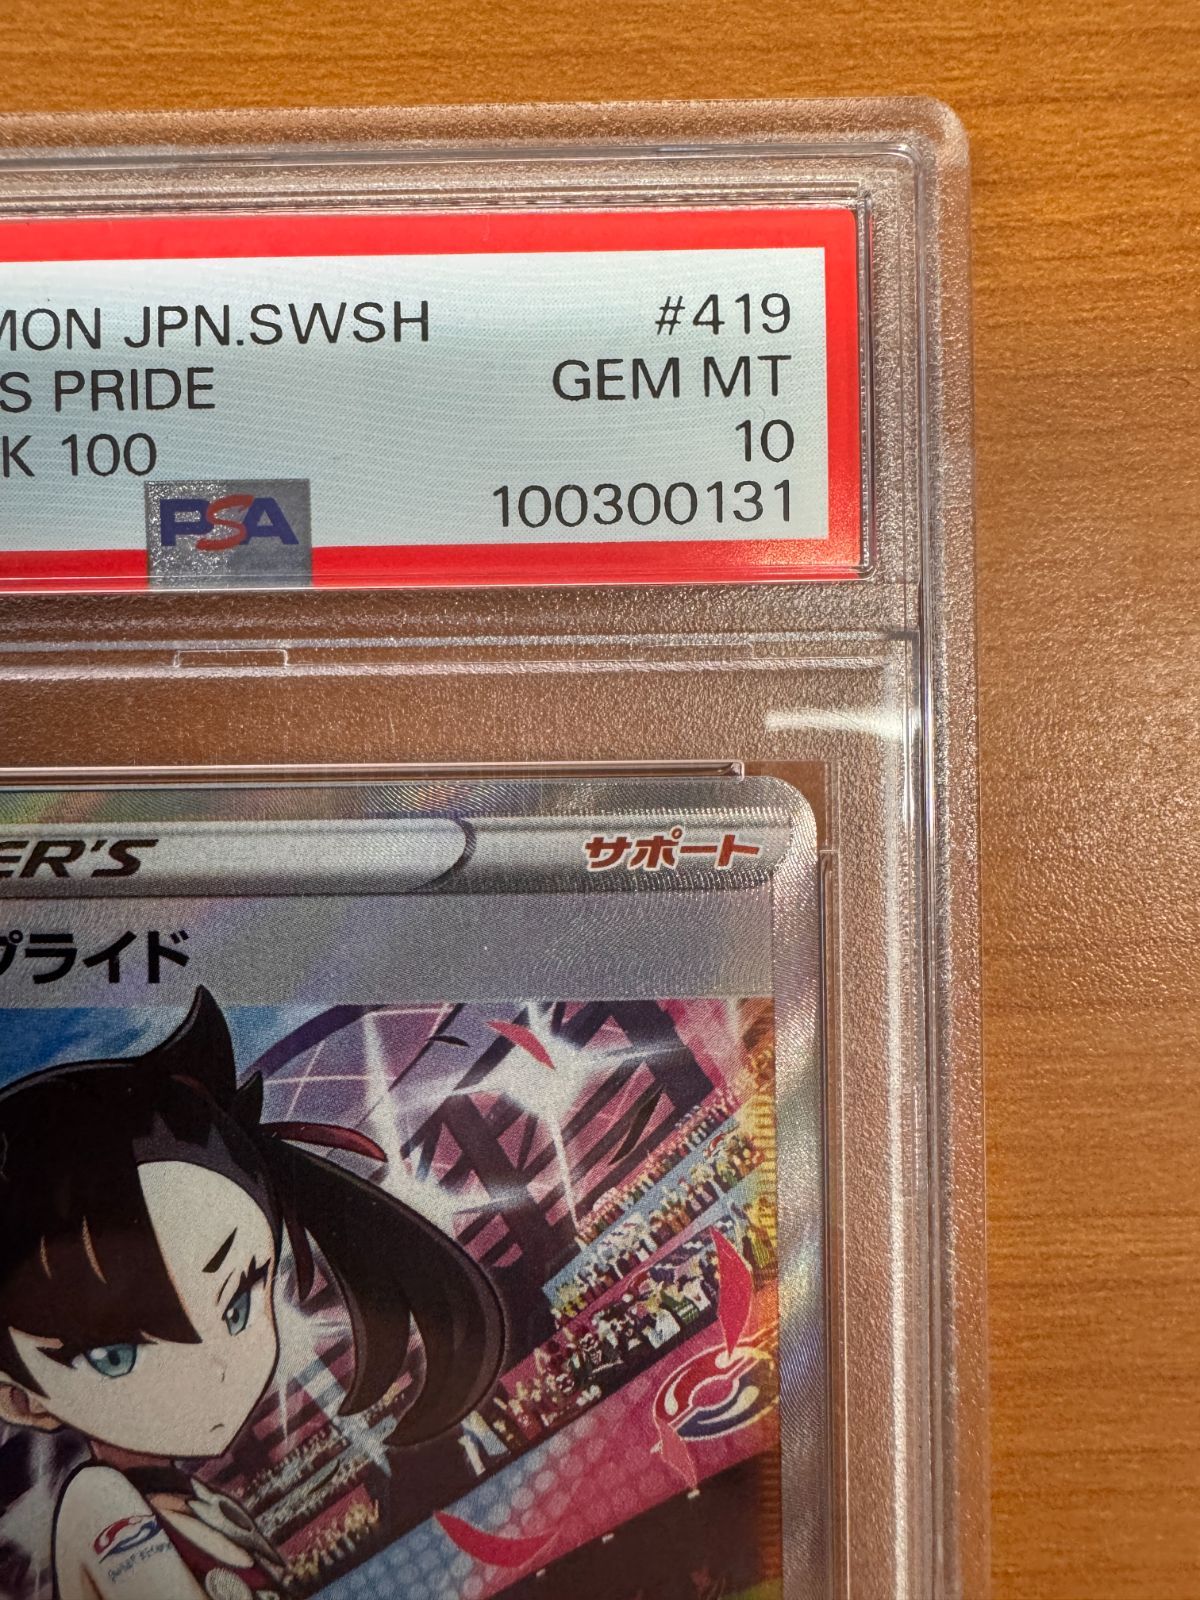 MON JPN.SWSH #419
S PRIDE GEM MT
K 100 10
PSA 100300131
ER'S サポート
プライド